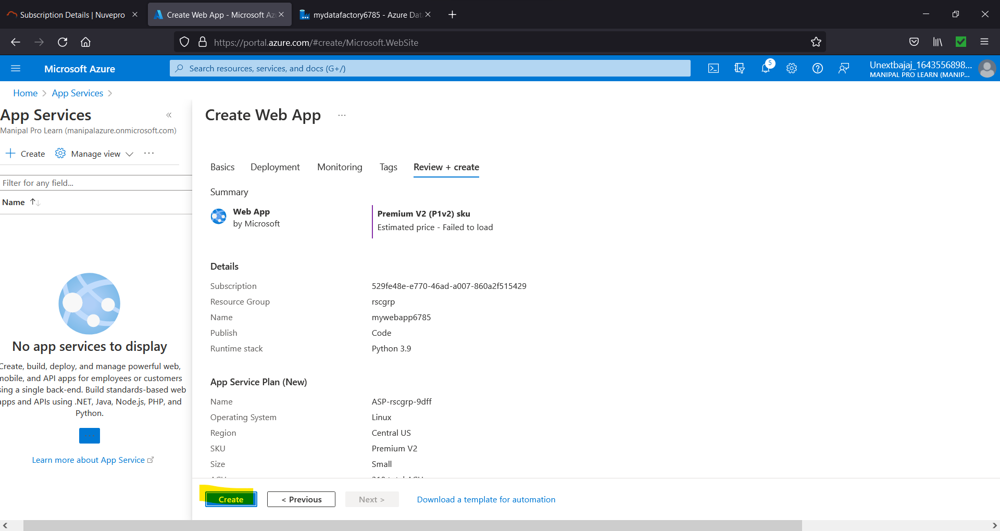 Subscription Details | Nuvepro
Create Web App - Microsoft Az
mydatafactory6785 - Azure Dat
https://portal.azure.com/#create/Microsoft.WebSite
Microsoft Azure
Search resources, services, and docs (G+/)
5
Unextbajaj_1643556898...
MANIPAL PRO LEARN (MANIP...
Home
App Services
App Services
Manipal Pro Learn (manipalazure.onmicrosoft.com)
Create
Manage view
Filter for any field...
Name
No app services to display
Create, build, deploy, and manage powerful web,
mobile, and API apps for employees or customers
sing a single back-end. Build standards-based web
apps and APIs using .NET, Java, Node.js, PHP, and
Python.
Learn more about App Service
Create Web App
...
Basics
Deployment
Monitoring
Tags
Review + create
Summary
Web App
by Microsoft
Premium V2 (P1v2) sku
Estimated price - Failed to load
Details
Subscription 529fe48e-e770-46ad-a007-860a2f515429
Resource Group rscgrp
Name mywebapp6785
Publish Code
Runtime stack Python 3.9
App Service Plan (New)
Name ASP-rscgrp-9dff
Operating System Linux
Region Central US
SKU Premium V2
Size Small
Create
< Previous
Next >
Download a template for automation